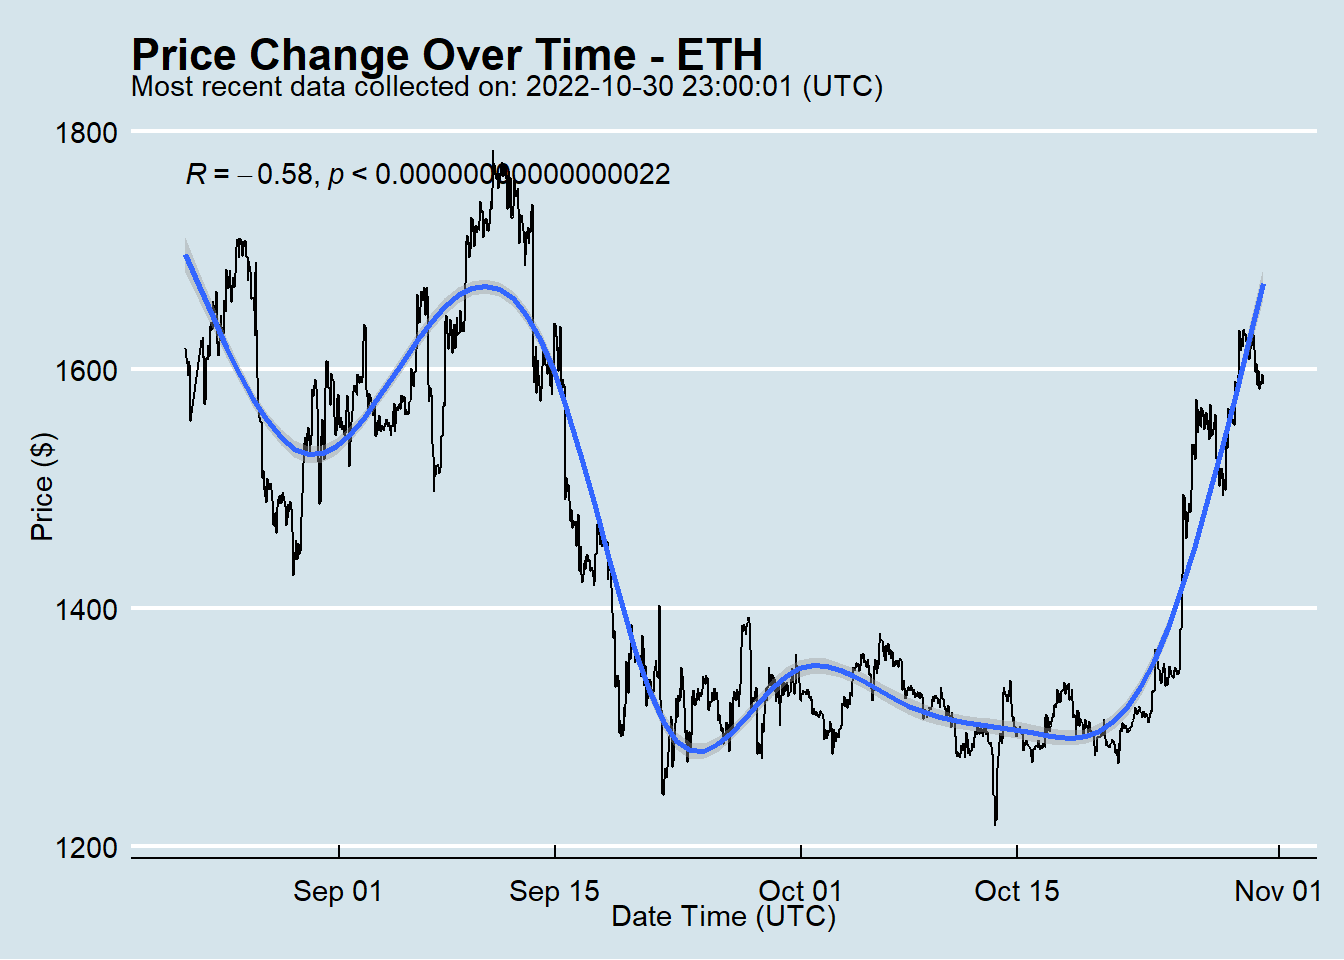 Price Change Over Time - ETH
Most recent data collected on: 2022-10-30 23:00:01 (UTC)
R = −0.58, p < 0.00000000000000022
1800
1600
1400
1200
Price ($)
Sep 01 Sep 15 Oct 01 Oct 15 Nov 01
Date Time (UTC)